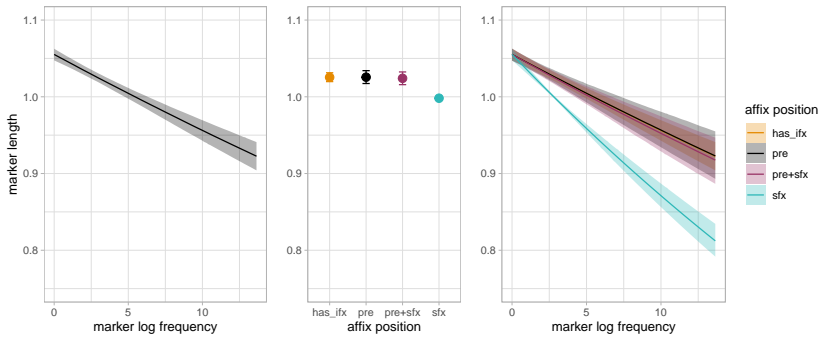 marker length
1.1
1.0
0.9
0.8
0
5
10
marker log frequency
1.1
1.0
0.9
0.8
has_ifx
pre
pre+sfx
sfx
affix position
1.1
1.0
0.9
0.8
0
5
10
marker log frequency
affix position
has_ifx
pre
pre+sfx
sfx